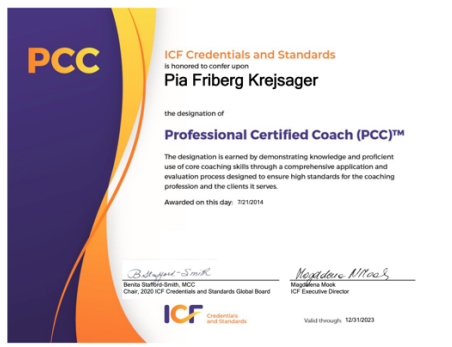 PCC
ICF Credentials and Standards
is honored to confer upon
Pia Friberg Krejsager
the designation of
Professional Certified Coach (PCC)™
The designation is earned by demonstrating knowledge and proficient
use of core coaching skills through a comprehensive application and
evaluation process designed to ensure high standards for the coaching
profession and the clients it serves.
Awarded on this day: 7/21/2014
B Stafford-Smith
Magdalena N Mook
Benita Stafford-Smith, MCC
Chair, 2020 ICF Credentials and Standards Global Board
Magdalena Mook
ICF Executive Director
ICF
Credentials
and Standards
Valid through: 12/31/2023